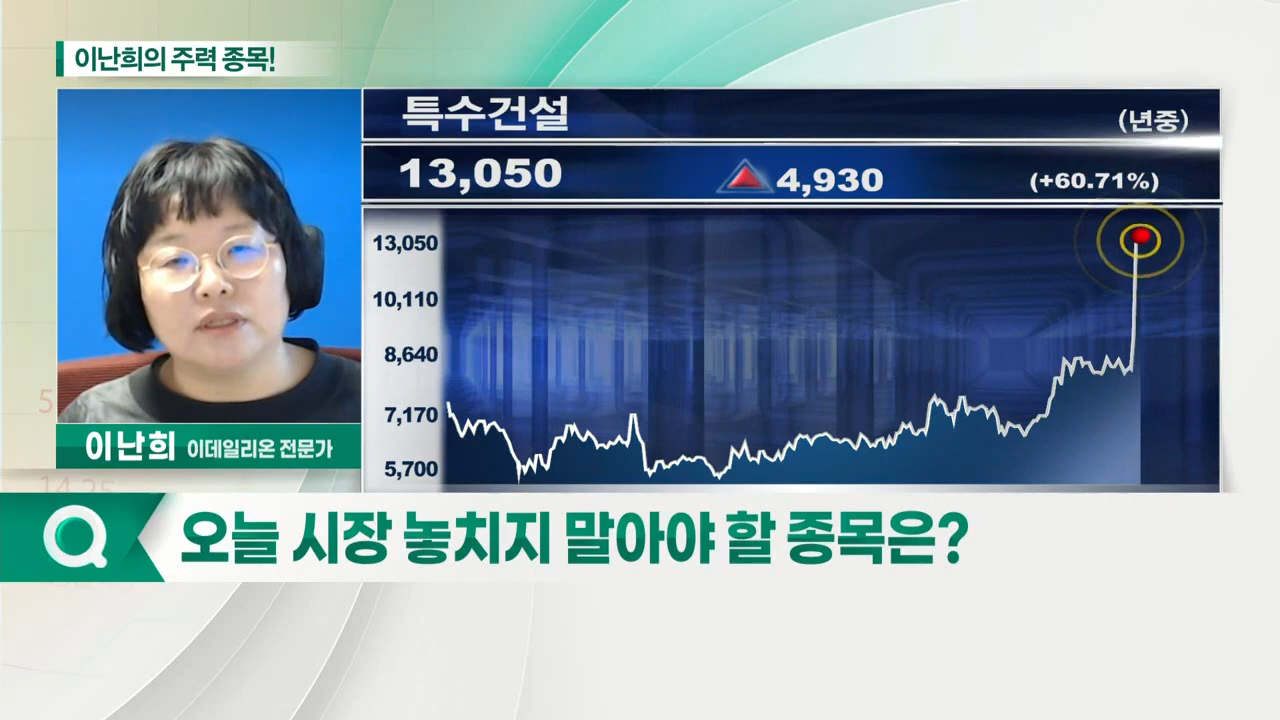 이난희의 주력 종목!
특수건설
(년중)
13,050
4,930
(+60.71%)
13,050
10,110
8,640
7,170
5,700
이난희 이데일리온 전문가
오늘 시장 놓치지 말아야 할 종목은?